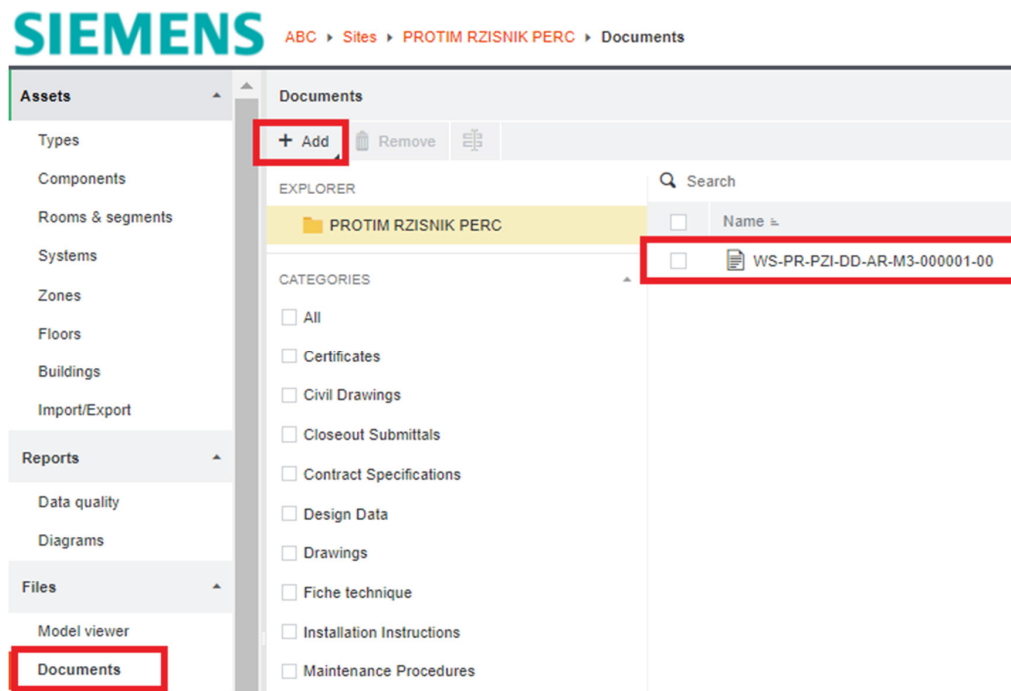 SIEMENS
ABC ▸ Sites ▸ PROTIM RZISNIK PERC ▸ Documents
Assets
Types
Components
Rooms & segments
Systems
Zones
Floors
Buildings
Import/Export
Reports
Data quality
Diagrams
Files
Model viewer
Documents
Documents
+ Add
Remove
EXPLORER
PROTIM RZISNIK PERC
CATEGORIES
All
Certificates
Civil Drawings
Closeout Submittals
Contract Specifications
Design Data
Drawings
Fiche technique
Installation Instructions
Maintenance Procedures
Search
Name
WS-PR-PZI-DD-AR-M3-000001-00